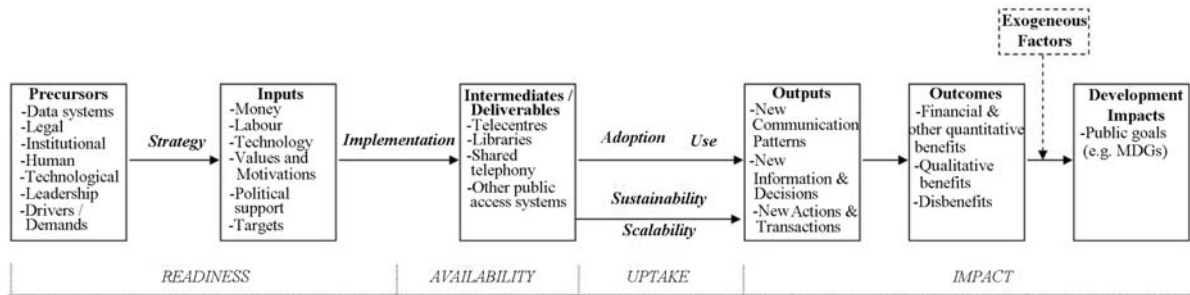 Exogeneous
Factors
Precursors
-Data systems
-Legal
-Institutional
-Human
-Technological
-Leadership
-Drivers /
Demands
Strategy
Inputs
-Money
-Labour
-Technology
-Values and
Motivations
-Political
support
-Targets
Implementation
Intermediates /
Deliverables
-Telecentres
-Libraries
-Shared
telephony
-Other public
access systems
Adoption Use
Sustainability
Scalability
Outputs
-New
Communication
Patterns
-New
Information &
Decisions
-New Actions &
Transactions
Outcomes
-Financial &
other quantitative
benefits
-Qualitative
benefits
-Disbenefits
Development
Impacts
-Public goals
(e.g. MDGs)
READINESS
AVAILABILITY
UPTAKE
IMPACT